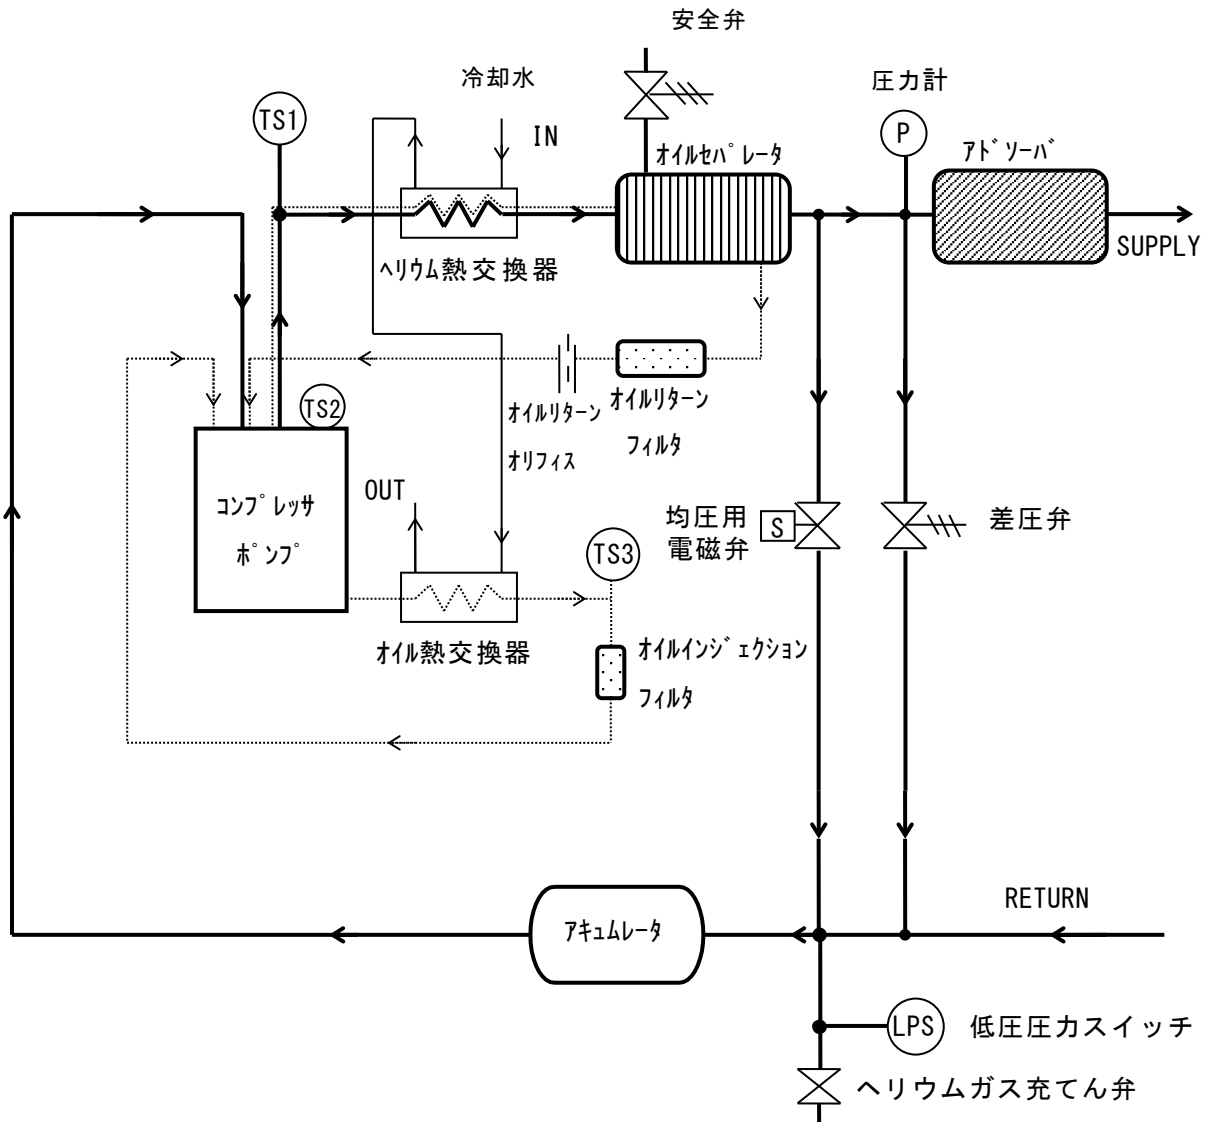 安全弁
冷却水
圧力計
TS1
IN
P
ｵｲﾙｾﾊﾟﾚｰﾀ
ｱﾄﾞｿｰﾊﾞ
SUPPLY
ﾍﾘｳﾑ熱交換器
TS2
ｵｲﾙﾘﾀｰﾝ
ｵﾘﾌｨｽ
ｵｲﾙﾘﾀｰﾝ
ﾌｨﾙﾀ
ｺﾝﾌﾟﾚｯｻ
ﾎﾟﾝﾌﾟ
OUT
均圧用
電磁弁
S
差圧弁
TS3
ｵｲﾙ熱交換器
ｵｲﾙｲﾝｼﾞｪｸｼｮﾝ
ﾌｨﾙﾀ
RETURN
ｱｷｭﾑﾚｰﾀ
LPS
低圧圧力スイッチ
ヘリウムガス充てん弁